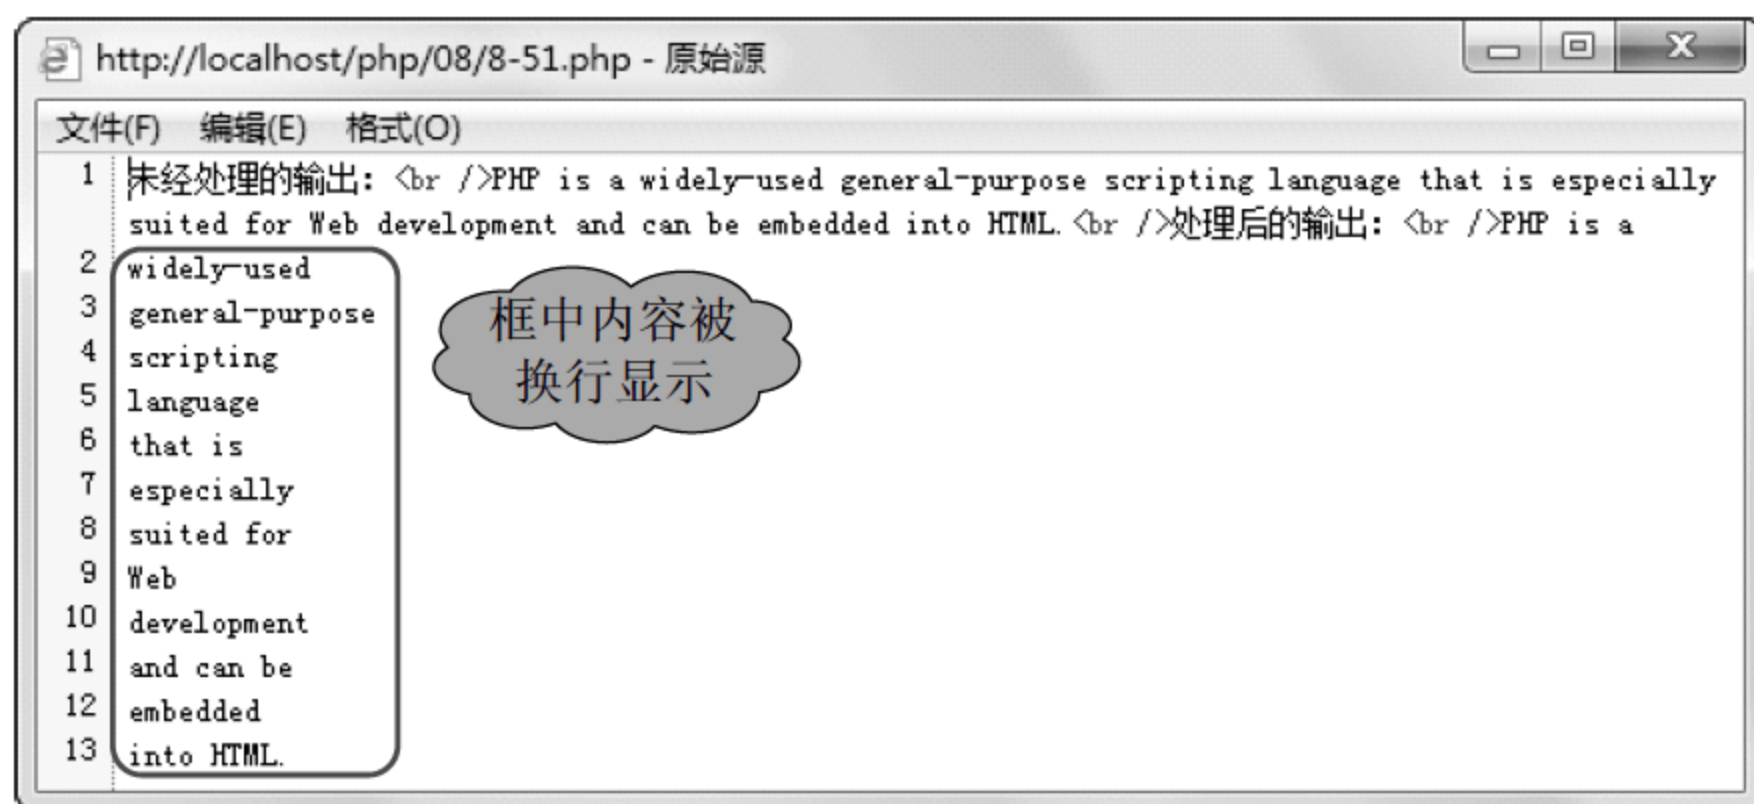 http://localhost/php/08/8-51.php - 原始源
文件(F) 编辑(E) 格式(O)
1 未经处理的输出：<br />PHP is a widely-used general-purpose scripting language that is especially
suited for Web development and can be embedded into HTML.<br />处理后的输出：<br />PHP is a
2 widely-used
3 general-purpose
4 scripting
5 language
6 that is
7 especially
8 suited for
9 Web
10 development
11 and can be
12 embedded
13 into HTML.
框中内容被
换行显示